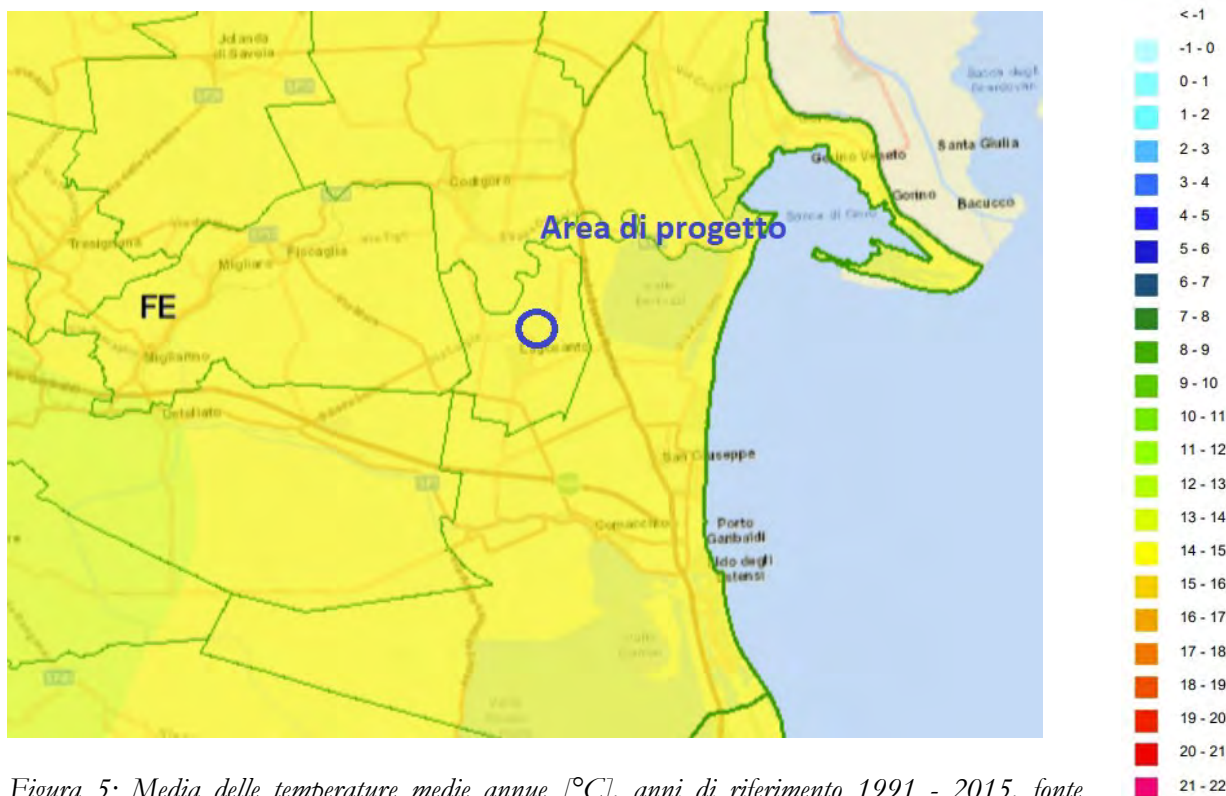 Jolanda
di Savoia
Codigoro
Goro
Gorino Veneto
Santa Giulia
Gorino
Bacucco
Area di progetto
Tresignana
Migliaro
Fiscaglia
FE
Migliarino
Lagosanto
Ostellato
San Giuseppe
Comacchio
Porto
Garibaldi
Lido degli
Estensi
< -1
-1 - 0
0 - 1
1 - 2
2 - 3
3 - 4
4 - 5
5 - 6
6 - 7
7 - 8
8 - 9
9 - 10
10 - 11
11 - 12
12 - 13
13 - 14
14 - 15
15 - 16
16 - 17
17 - 18
18 - 19
19 - 20
20 - 21
21 - 22
Figura 5: Media delle temperature medie annue [°C], anni di riferimento 1991 - 2015, fonte